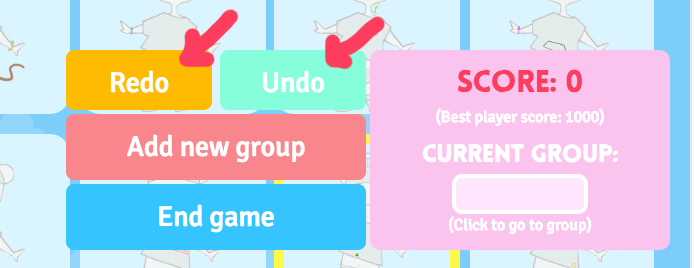 Redo
Undo
Add new group
End game
SCORE: 0
(Best player score: 1000)
CURRENT GROUP:
(Click to go to group)